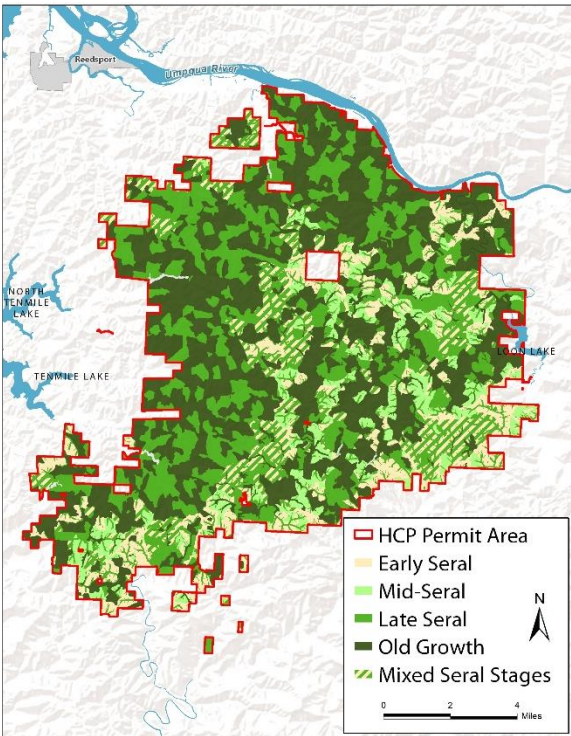 Reedsport
Umpqua River
NORTH
TENMILE
LAKE
TENMILE LAKE
LOON LAKE
HCP Permit Area
Early Seral
Mid-Seral
Late Seral
Old Growth
Mixed Seral Stages
N
0 2 4
Miles